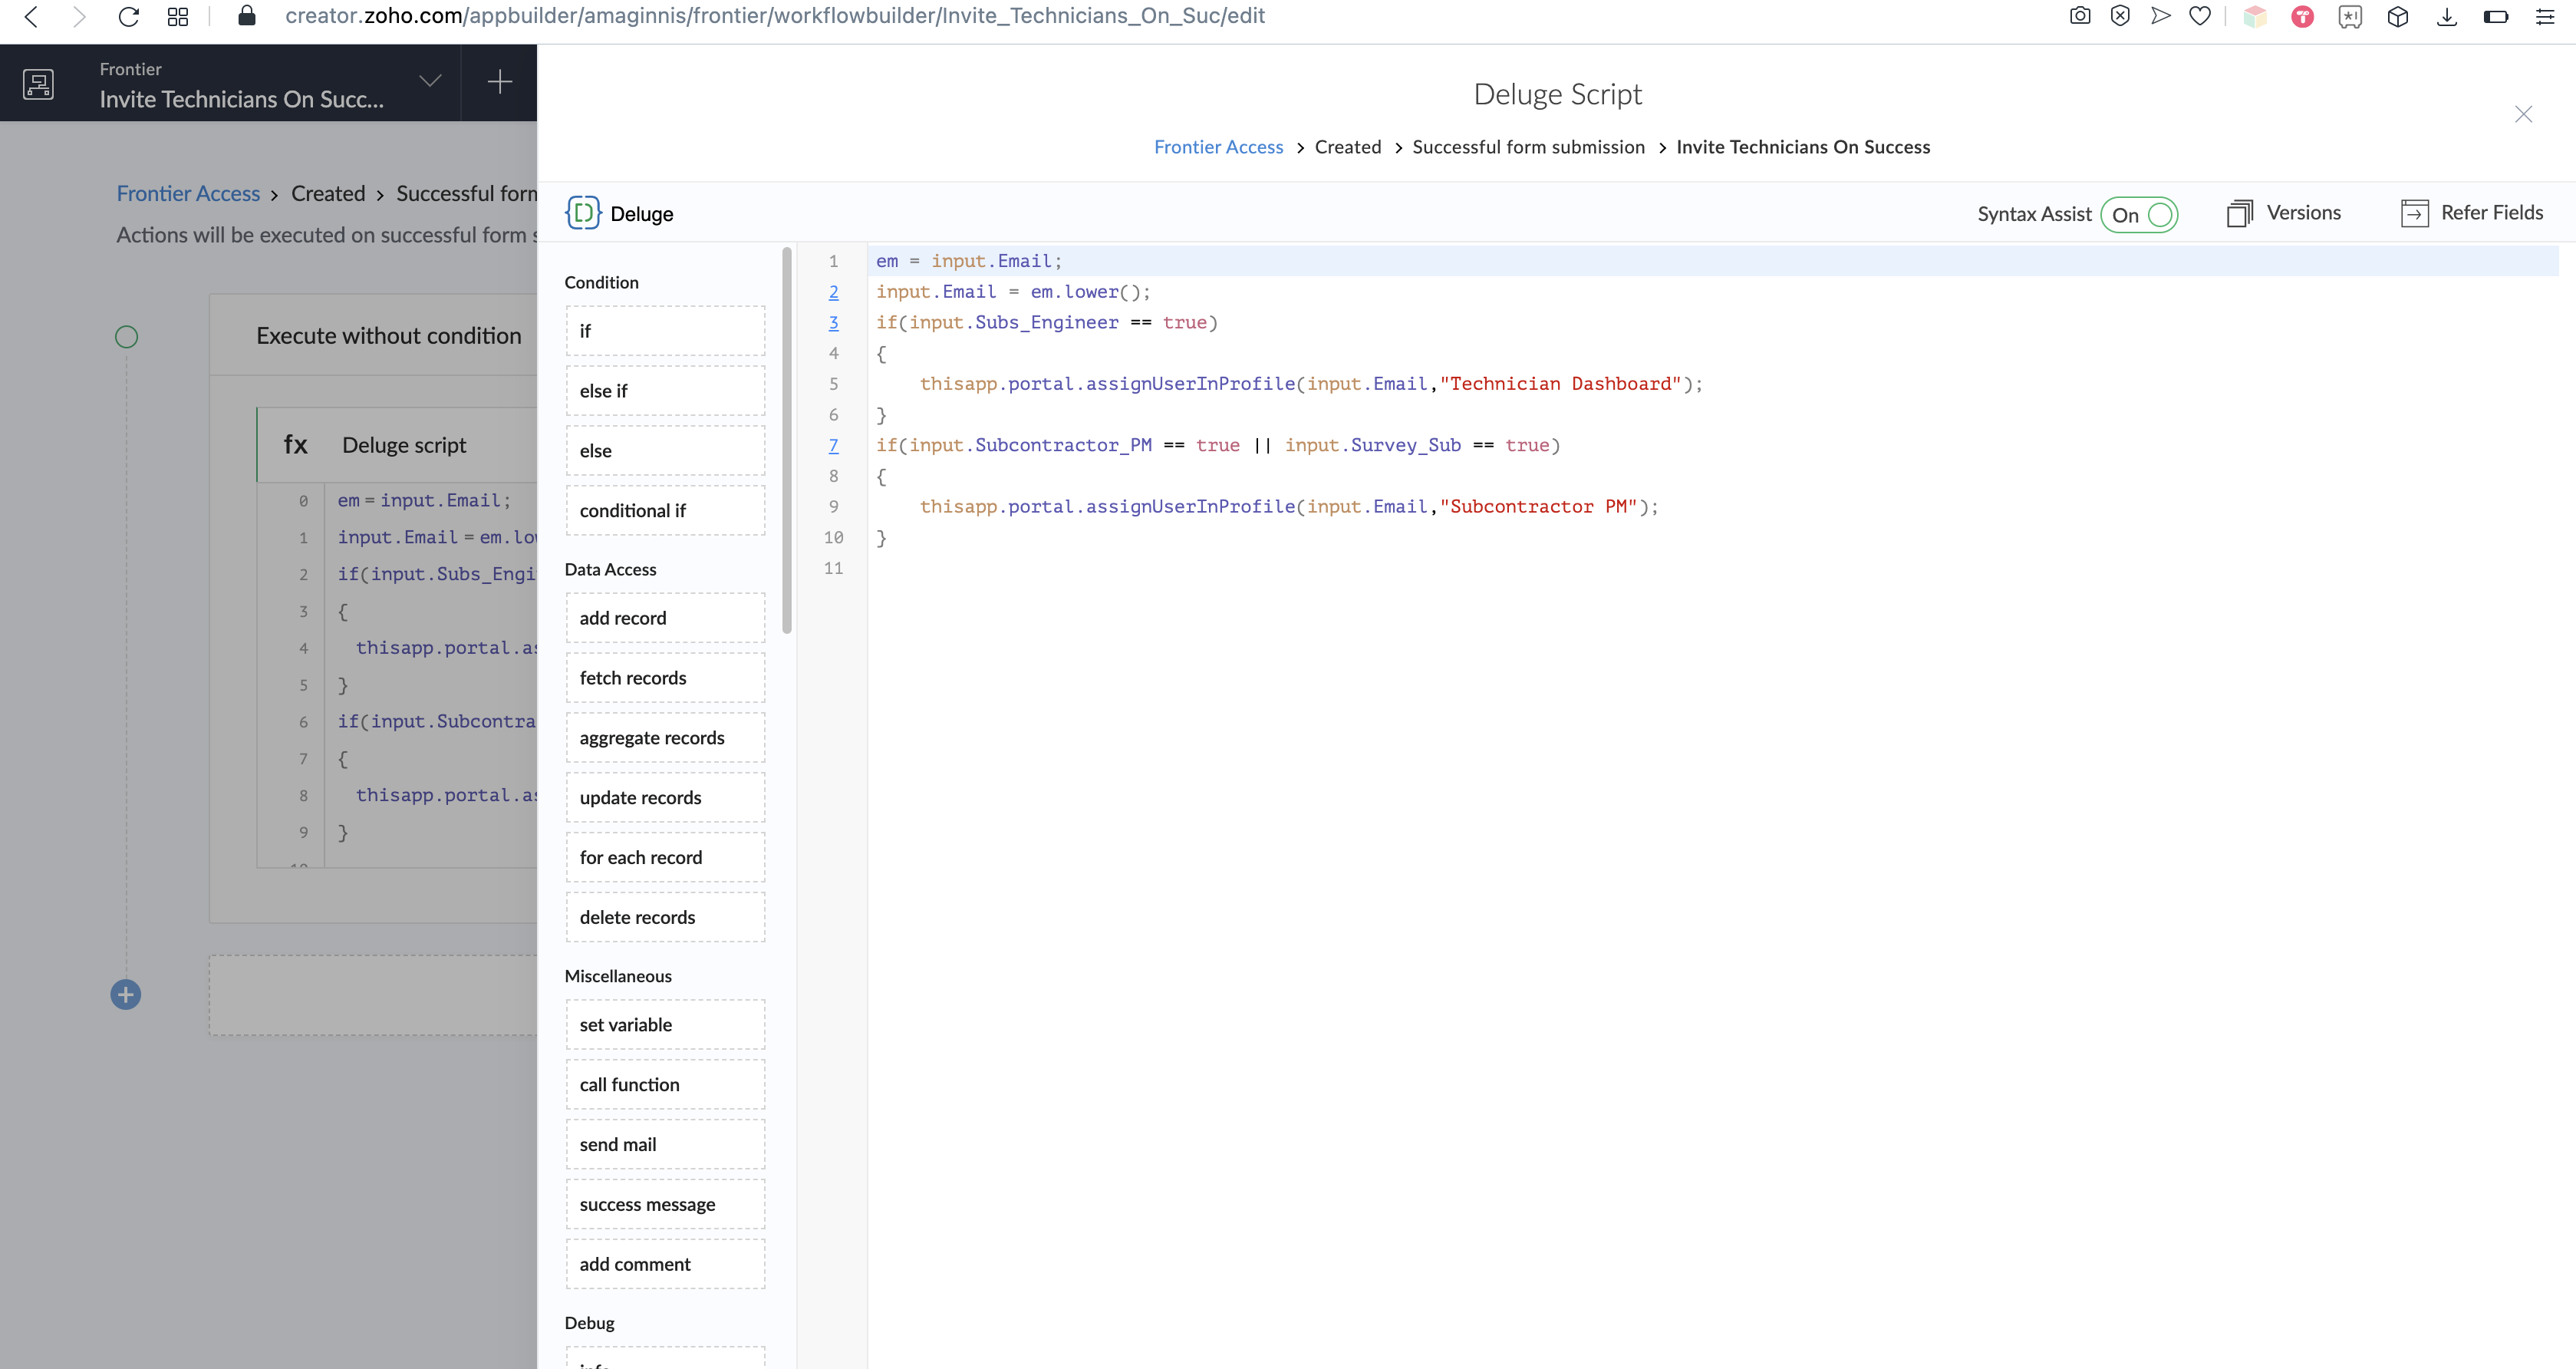 creator.zoho.com/appbuilder/amaginnis/frontier/workflowbuilder/Invite_Technicians_On_Suc/edit
Frontier
Invite Technicians On Succ...
Frontier Access > Created > Successful form
Actions will be executed on successful form
Execute without condition
fx Deluge script
0 em = input.Email;
1 input.Email = em.lo
2 if(input.Subs_Engi
3 {
4 thisapp.portal.as
5 }
6 if(input.Subcontra
7 {
8 thisapp.portal.as
9 }
10
Deluge Script
Frontier Access > Created > Successful form submission > Invite Technicians On Success
Deluge
Syntax Assist On
Versions
Refer Fields
Condition
if
else if
else
conditional if
Data Access
add record
fetch records
aggregate records
update records
for each record
delete records
Miscellaneous
set variable
call function
send mail
success message
add comment
Debug
1 em = input.Email;
2 input.Email = em.lower();
3 if(input.Subs_Engineer == true)
4 {
5 thisapp.portal.assignUserInProfile(input.Email,"Technician Dashboard");
6 }
7 if(input.Subcontractor_PM == true || input.Survey_Sub == true)
8 {
9 thisapp.portal.assignUserInProfile(input.Email,"Subcontractor PM");
10 }
11